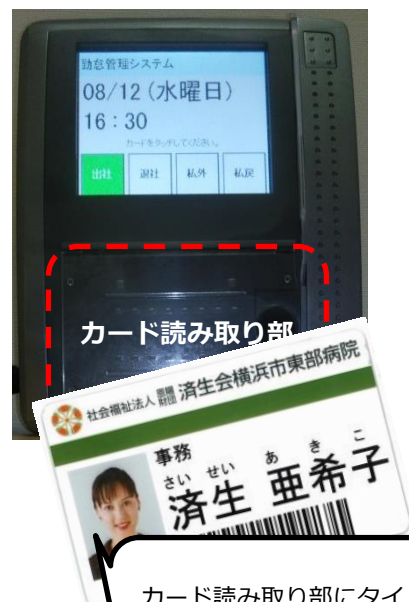 勤怠管理システム
08/12(水曜日)
16:30
カードをタッチしてください。
出社 退社 私外 私戻
カード読み取り部
社会福祉法人 恩賜財団 済生会横浜市東部病院
事務
さい せい あ き こ
済生 亜希子
カード読み取り部にタイ